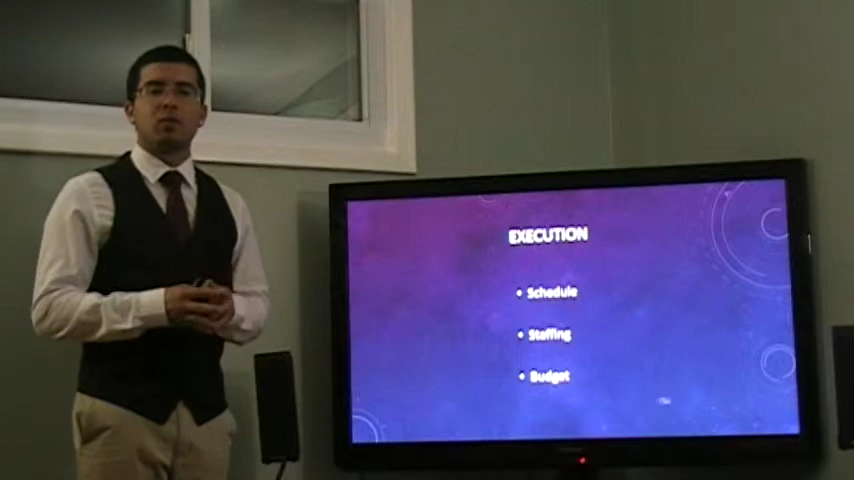 EXECUTION
• Schedule
• Staffing
• Budget